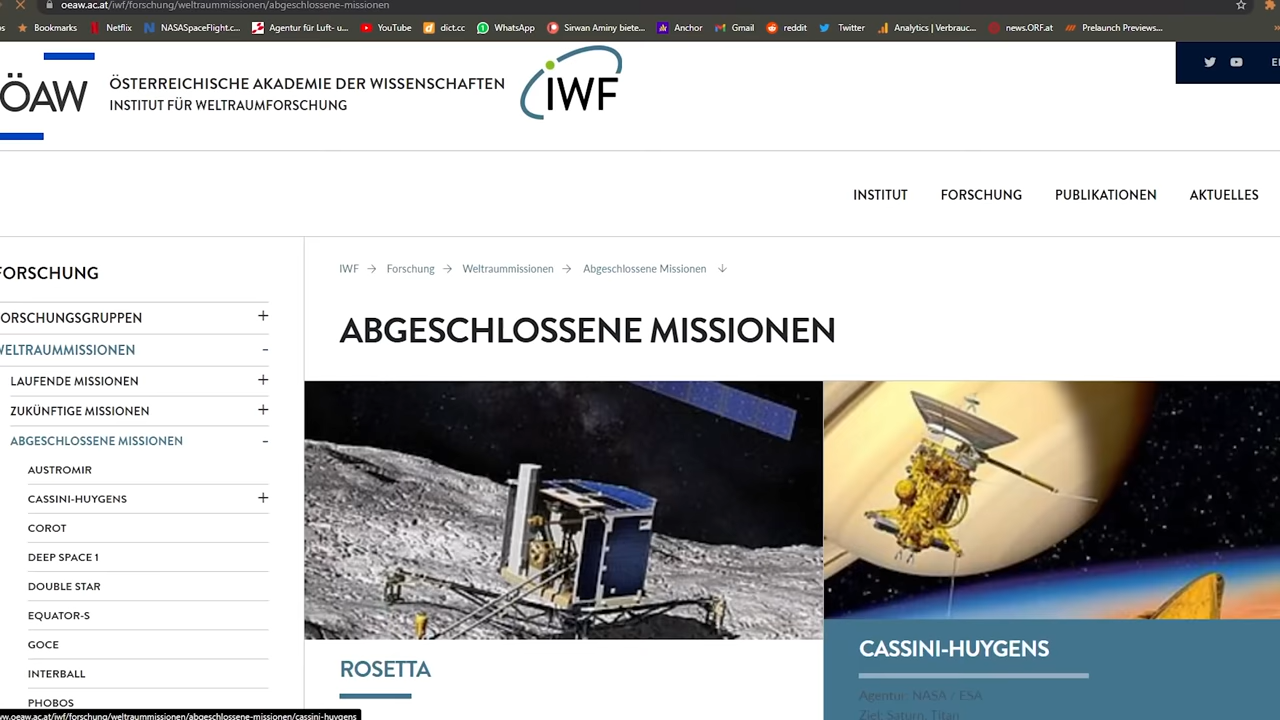 oeaw.ac.at/iwf/forschung/weltraummissionen/abgeschlossene-missionen
Bookmarks Netflix NASASpaceFlight.c... Agentur für Luft- u... YouTube dict.cc WhatsApp Sirwan Aminy biete... Anchor Gmail reddit Twitter Analytics | Verbrauc... news.ORF.at Prelaunch Previews...
ÖAW
ÖSTERREICHISCHE AKADEMIE DER WISSENSCHAFTEN
INSTITUT FÜR WELTRAUMFORSCHUNG
IWF
INSTITUT FORSCHUNG PUBLIKATIONEN AKTUELLES
FORSCHUNG
ORSCHUNGSGRUPPEN +
WELTRAUMMISSIONEN -
LAUFENDE MISSIONEN +
ZUKÜNFTIGE MISSIONEN +
ABGESCHLOSSENE MISSIONEN -
AUSTROMIR
CASSINI-HUYGENS +
COROT
DEEP SPACE 1
DOUBLE STAR
EQUATOR-S
GOCE
INTERBALL
PHOBOS
IWF → Forschung → Weltraummissionen → Abgeschlossene Missionen ↓
ABGESCHLOSSENE MISSIONEN
ROSETTA
CASSINI-HUYGENS
Agentur: NASA / ESA
Ziel: Saturn, Titan
w.oeaw.ac.at/iwf/forschung/weltraummissionen/abgeschlossene-missionen/cassini-huygens